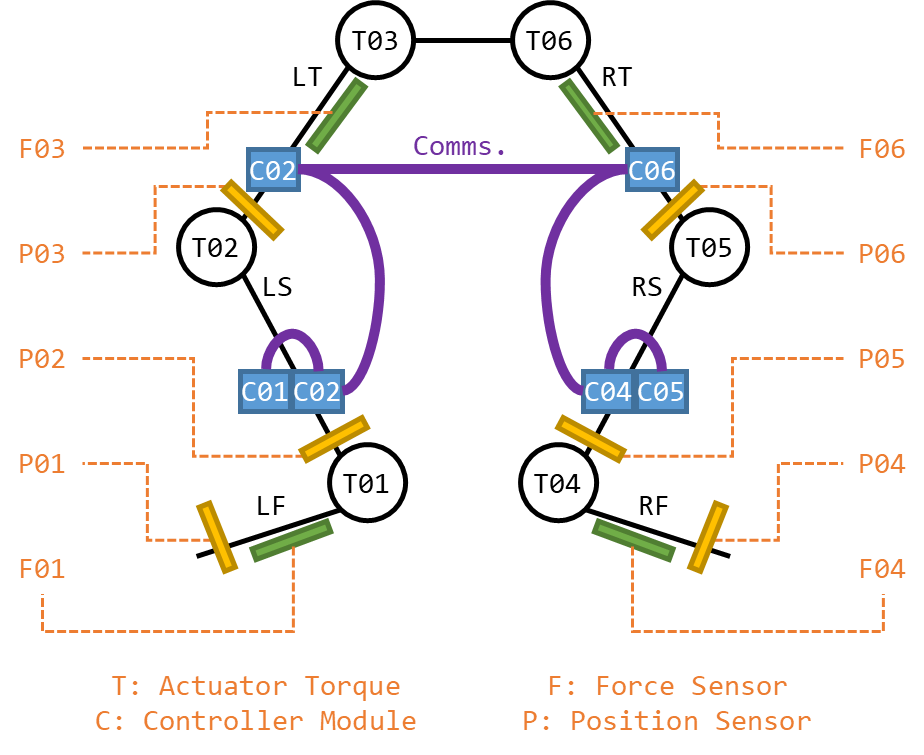 T03 T06
LT RT
Comms.
F03 F06
C02 C06
P03 P06
T02 T05
LS RS
P02 P05
C01 C02 C04 C05
P01 P04
T01 T04
LF RF
F01 F04
T: Actuator Torque F: Force Sensor
C: Controller Module P: Position Sensor